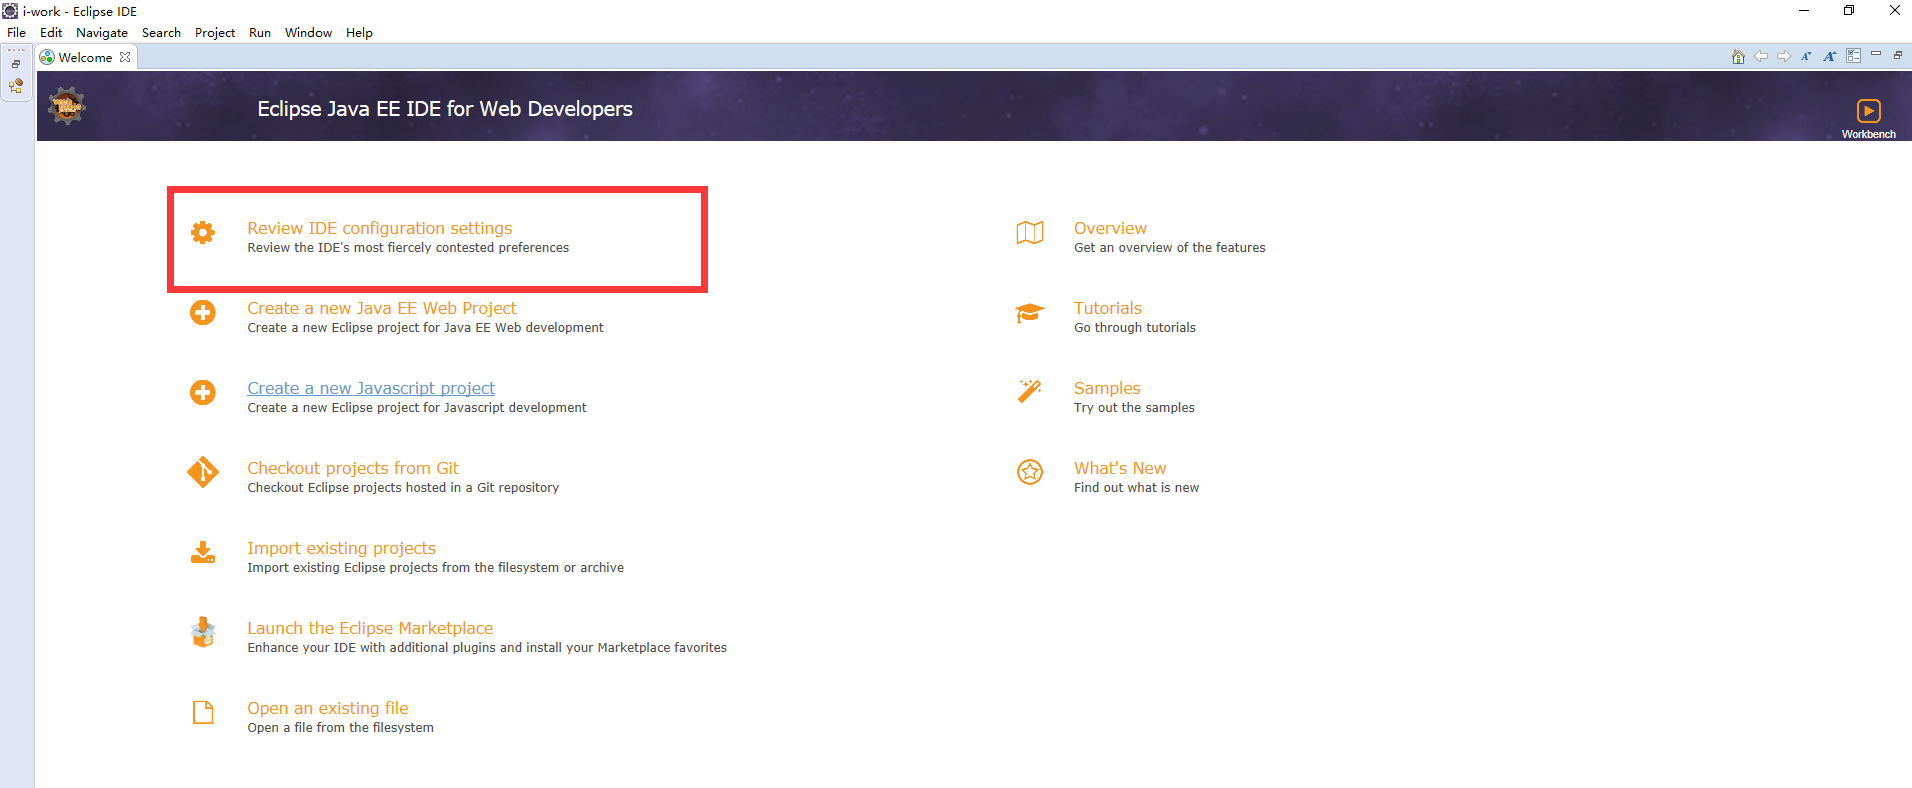 i-work - Eclipse IDE
File Edit Navigate Search Project Run Window Help
Welcome
Eclipse Java EE IDE for Web Developers
Workbench
Review IDE configuration settings
Review the IDE's most fiercely contested preferences
Create a new Java EE Web Project
Create a new Eclipse project for Java EE Web development
Create a new Javascript project
Create a new Eclipse project for Javascript development
Checkout projects from Git
Checkout Eclipse projects hosted in a Git repository
Import existing projects
Import existing Eclipse projects from the filesystem or archive
Launch the Eclipse Marketplace
Enhance your IDE with additional plugins and install your Marketplace favorites
Open an existing file
Open a file from the filesystem
Overview
Get an overview of the features
Tutorials
Go through tutorials
Samples
Try out the samples
What's New
Find out what is new